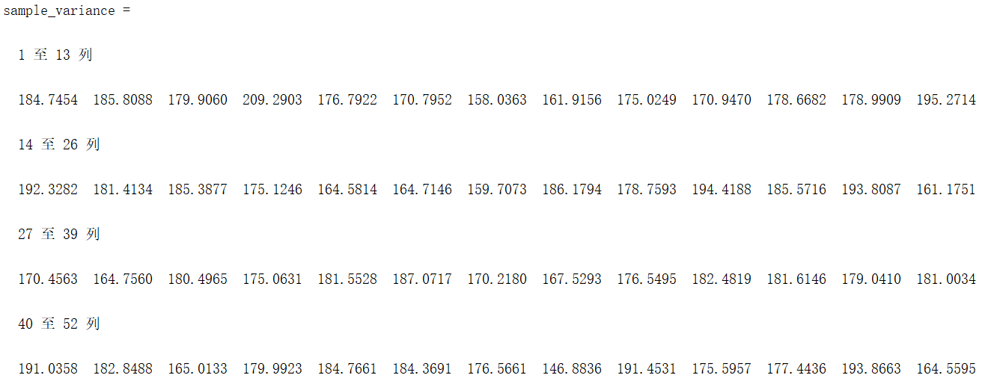 sample_variance =
1 至 13 列
184.7454 185.8088 179.9060 209.2903 176.7922 170.7952 158.0363 161.9156 175.0249 170.9470 178.6682 178.9909 195.2714
14 至 26 列
192.3282 181.4134 185.3877 175.1246 164.5814 164.7146 159.7073 186.1794 178.7593 194.4188 185.5716 193.8087 161.1751
27 至 39 列
170.4563 164.7560 180.4965 175.0631 181.5528 187.0717 170.2180 167.5293 176.5495 182.4819 181.6146 179.0410 181.0034
40 至 52 列
191.0358 182.8488 165.0133 179.9923 184.7661 184.3691 176.5661 146.8836 191.4531 175.5957 177.4436 193.8663 164.5595